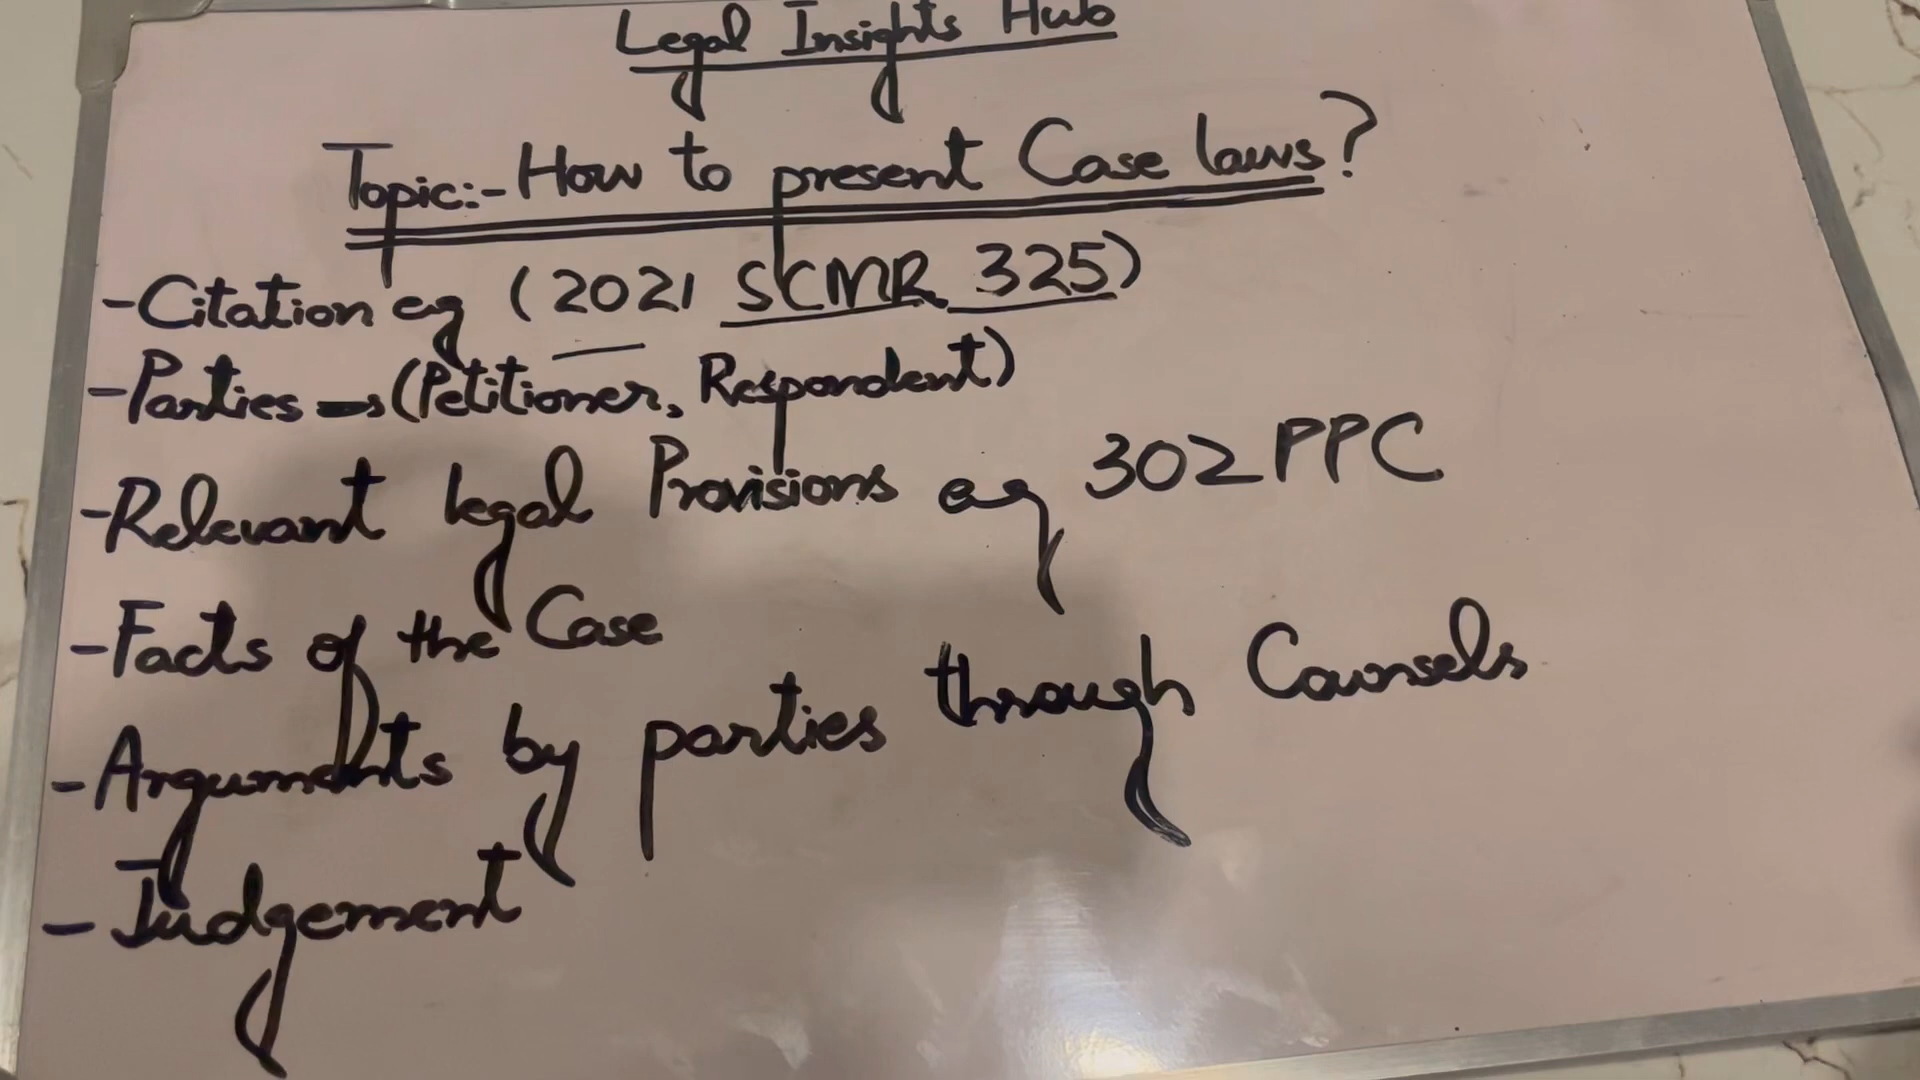 Legal Insights Hub
Topic:- How to present Case laws?
- Citation eg (2021 SCMR 325)
- Parties → (Petitioner, Respondent)
- Relevant legal Provisions eg 302 PPC
- Facts of the Case
- Arguments by parties through Counsels
- Judgement